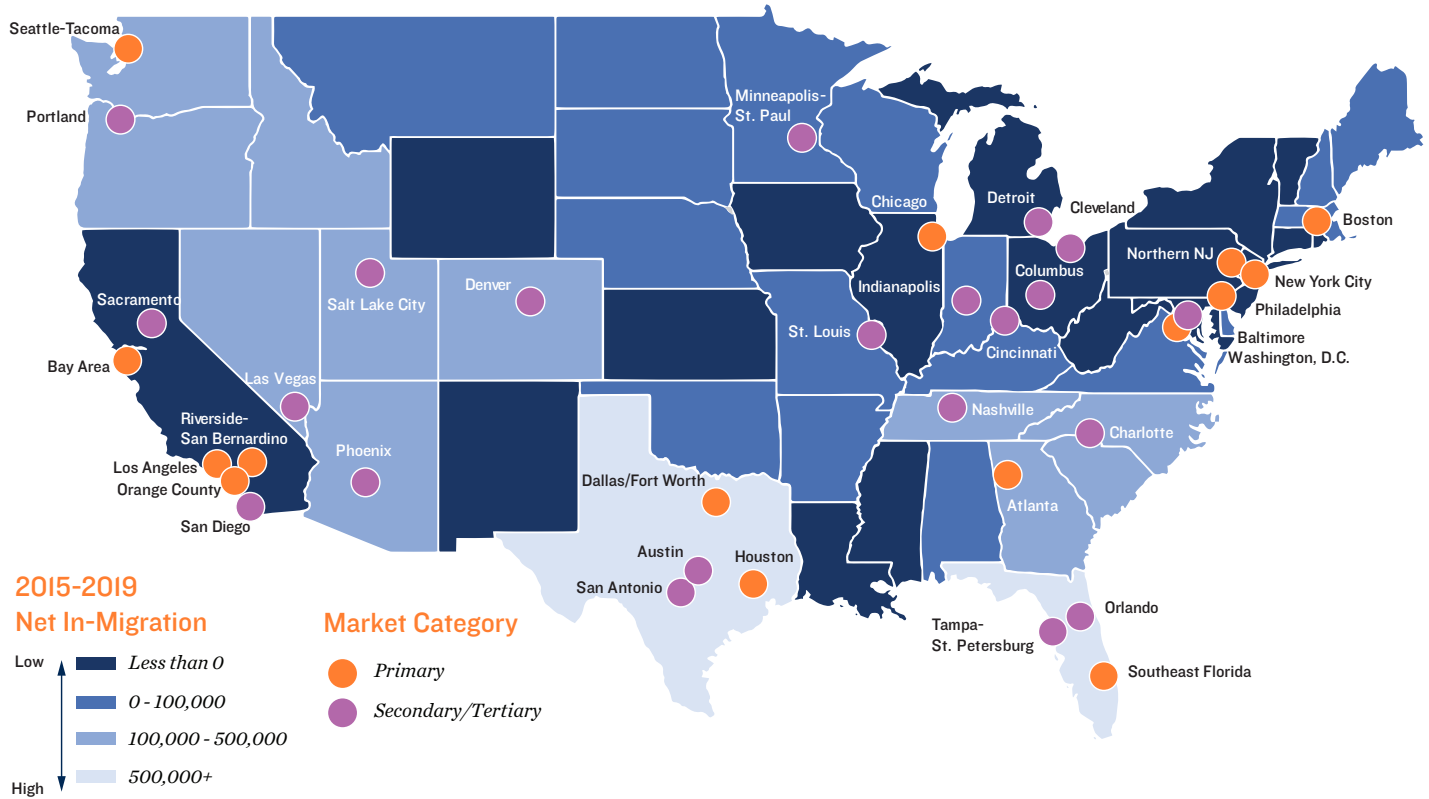 Seattle-Tacoma
Portland
Minneapolis-
St. Paul
Chicago
Detroit
Cleveland
Boston
Northern NJ
Columbus
New York City
Indianapolis
Sacramento
Salt Lake City
Denver
St. Louis
Cincinnati
Philadelphia
Baltimore
Washington, D.C.
Bay Area
Las Vegas
Nashville
Charlotte
Riverside-
San Bernardino
Los Angeles
Orange County
San Diego
Phoenix
Dallas/Fort Worth
Atlanta
Austin
Houston
San Antonio
Orlando
Tampa-
St. Petersburg
Southeast Florida
2015-2019
Net In-Migration
Low
Less than 0
0 - 100,000
100,000 - 500,000
500,000+
High
Market Category
Primary
Secondary/Tertiary